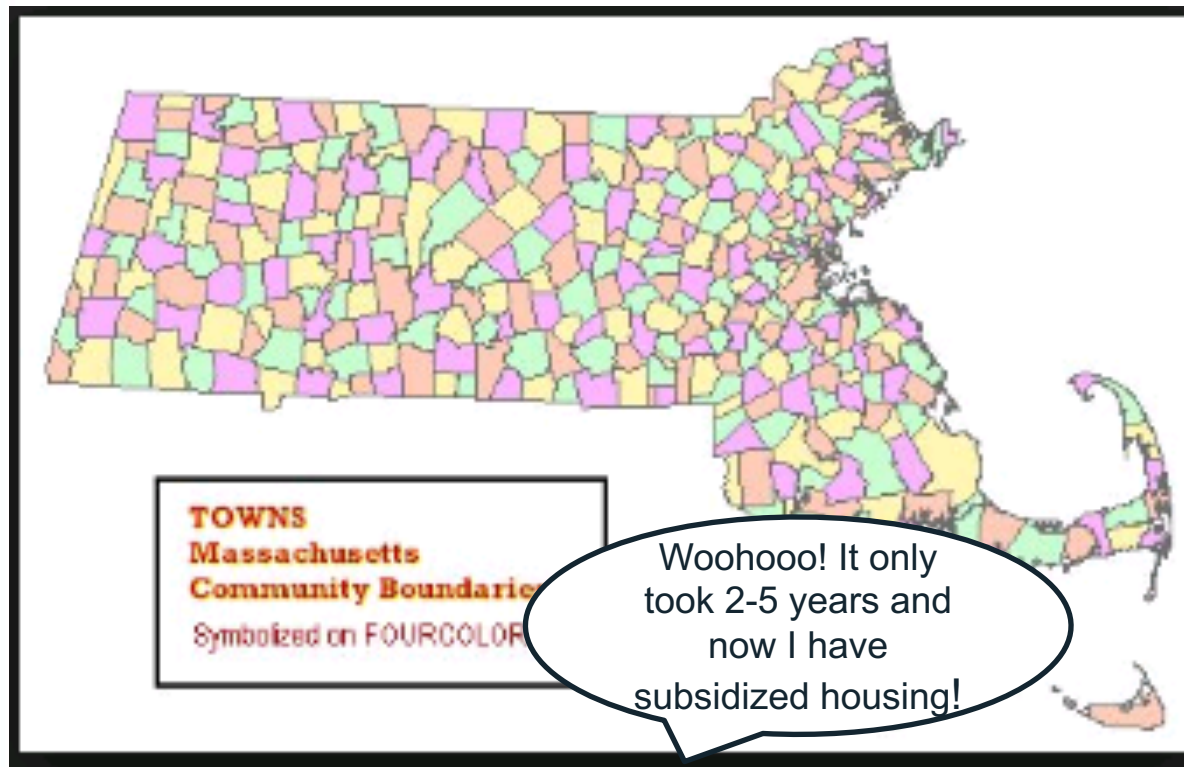 TOWNS
Massachusetts
Community Boundarie
Symbolized on FOURCOLOR
Woohooo! It only
took 2-5 years and
now I have
subsidized housing!